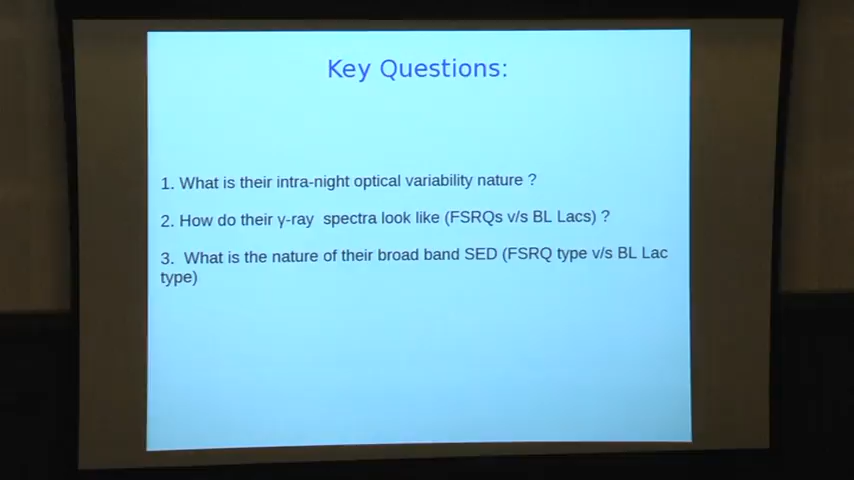 Key Questions:
1. What is their intra-night optical variability nature ?
2. How do their γ-ray  spectra look like (FSRQs v/s BL Lacs) ?
3.  What is the nature of their broad band SED (FSRQ type v/s BL Lac
type)